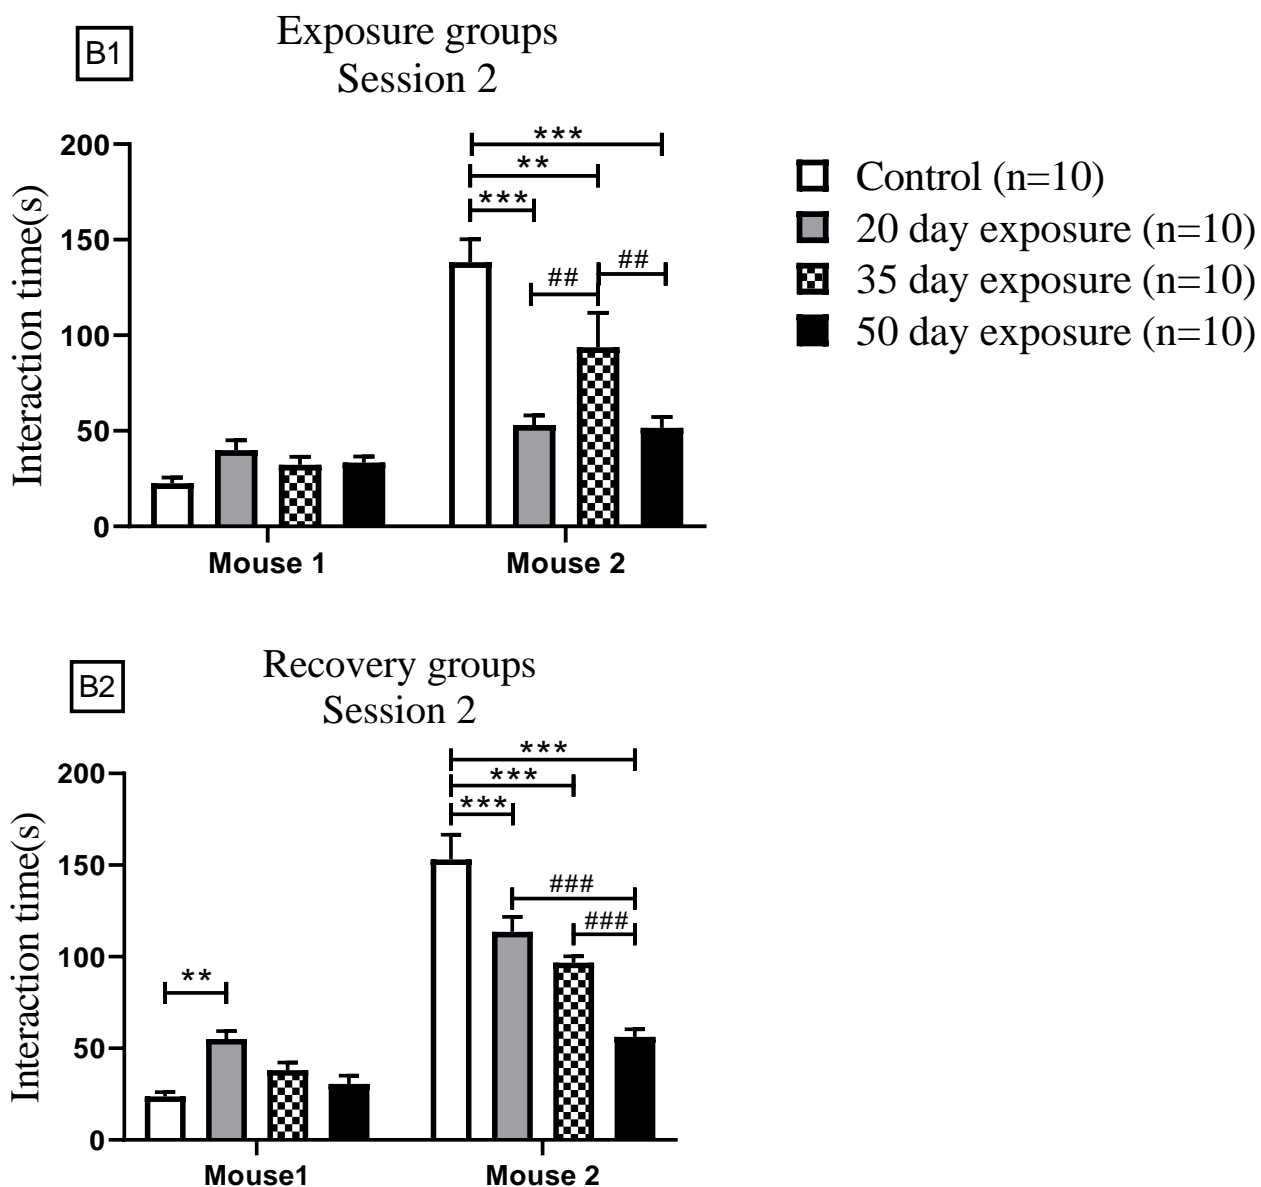 B1
Exposure groups
Session 2
Interaction time(s)
200
150
100
50
0
***
**
***
##
##
Mouse 1
Mouse 2
Control (n=10)
20 day exposure (n=10)
35 day exposure (n=10)
50 day exposure (n=10)
B2
Recovery groups
Session 2
Interaction time(s)
200
150
100
50
0
**
***
***
***
###
###
Mouse1
Mouse 2